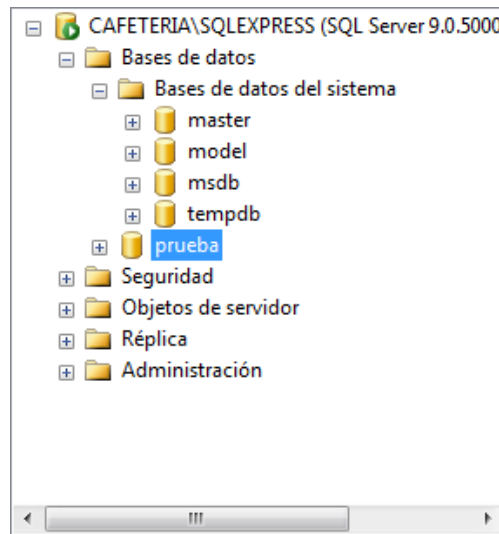 CAFETERIA\SQLEXPRESS (SQL Server 9.0.5000
Bases de datos
Bases de datos del sistema
master
model
msdb
tempdb
prueba
Seguridad
Objetos de servidor
Réplica
Administración